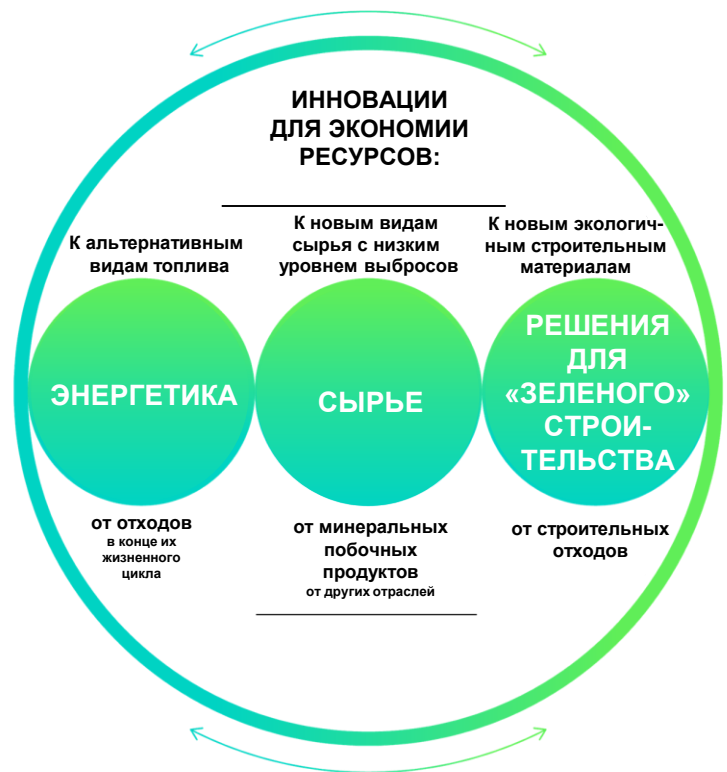 ИННОВАЦИИ
ДЛЯ ЭКОНОМИИ
РЕСУРСОВ:
К альтернативным
видам топлива
К новым видам
сырья с низким
уровнем выбросов
К новым экологич-
ным строительным
материалам
ЭНЕРГЕТИКА
СЫРЬЕ
РЕШЕНИЯ
ДЛЯ
«ЗЕЛЕНОГО»
СТРОИ-
ТЕЛЬСТВА
от отходов
в конце их
жизненного
цикла
от минеральных
побочных
продуктов
от других отраслей
от строительных
отходов